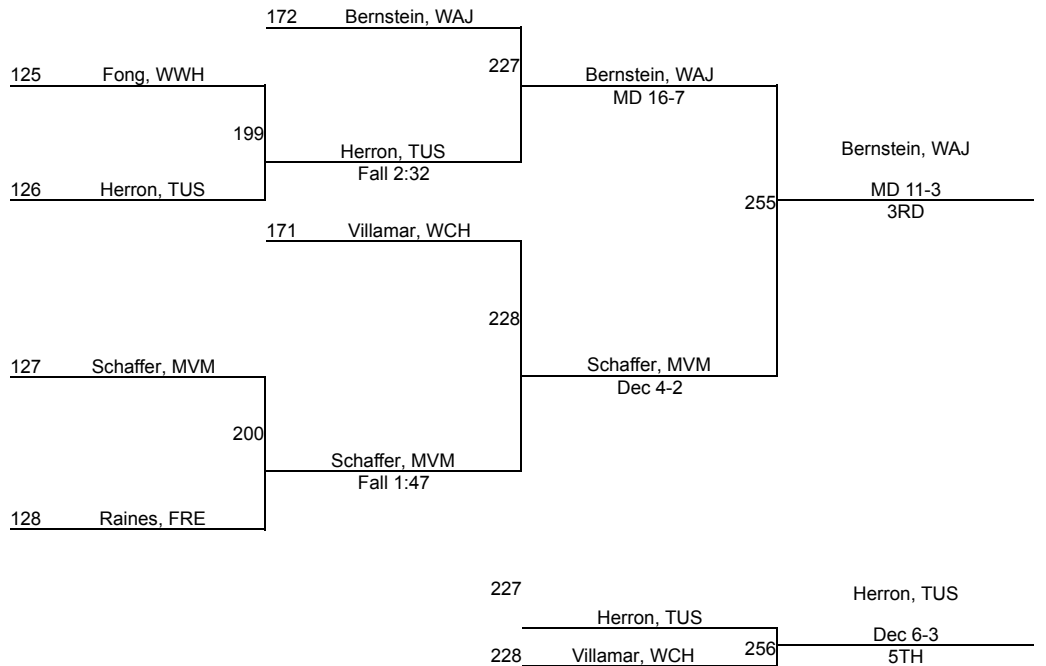 172 Bernstein, WAJ
125 Fong, WWH
227
Bernstein, WAJ
MD 16-7
199
Herron, TUS
Fall 2:32
Bernstein, WAJ
126 Herron, TUS
255
MD 11-3
3RD
171 Villamar, WCH
228
127 Schaffer, MVM
Schaffer, MVM
Dec 4-2
200
Schaffer, MVM
Fall 1:47
128 Raines, FRE
227
Herron, TUS
Herron, TUS
Dec 6-3
228 Villamar, WCH
256
5TH